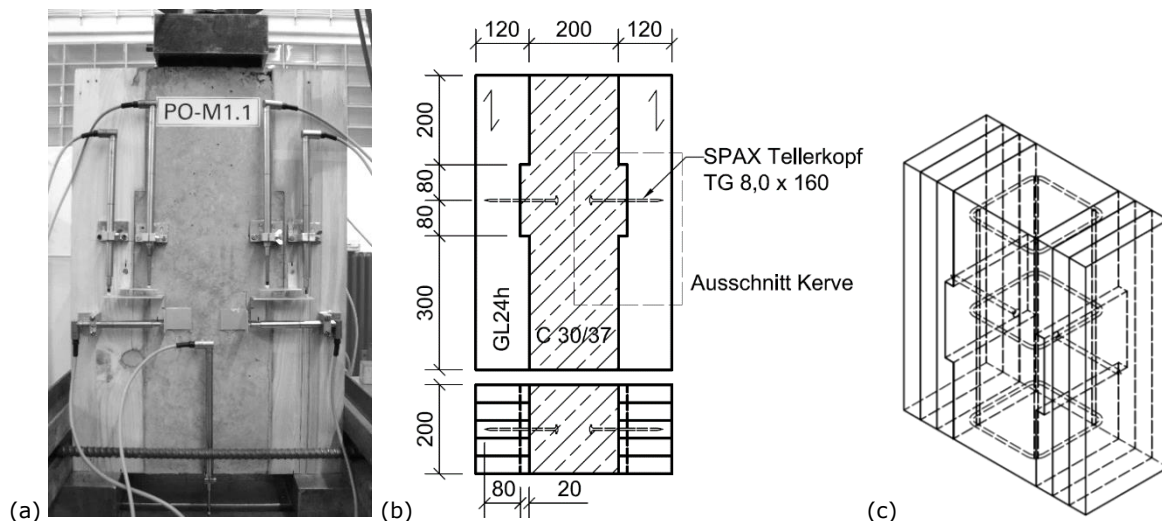 PO-M1.1
(a)
120
200
120
200
80
80
300
GL24h
C 30/37
SPAX Tellerkopf
TG 8,0 x 160
Ausschnitt Kerve
200
80
20
(b)
(c)